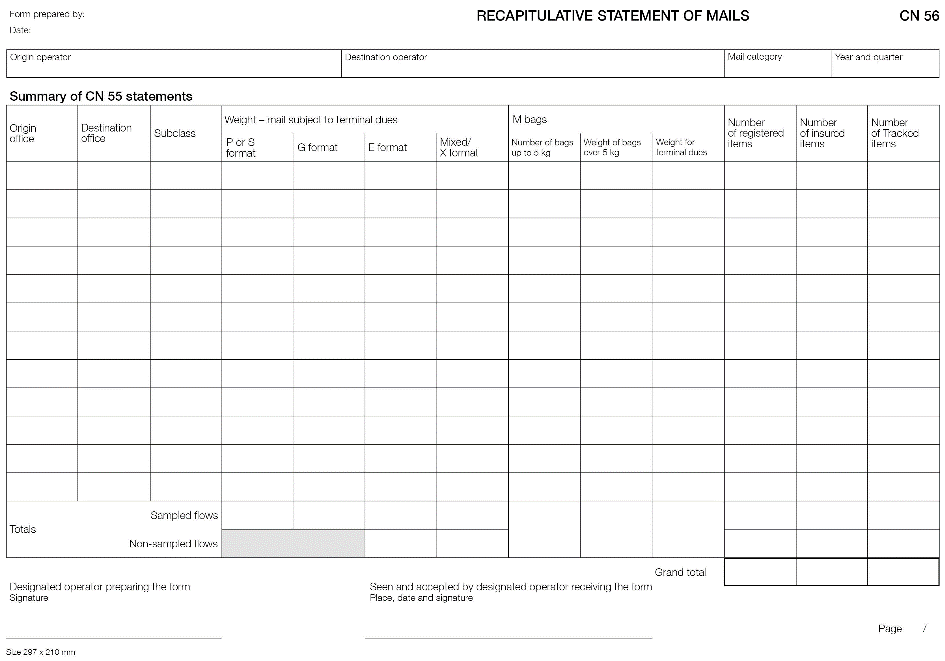 Form prepared by:
RECAPITULATIVE STATEMENT OF MAILS
CN 56
Date:
Origin operator
Destination operator
Mail category
Year and quarter
Summary of CN 55 statements
Origin
office
Destination
office
Subclass
Weight – mail subject to terminal dues
P or S
format
G format
E format
Mixed/
X format
M bags
Number of bags
up to 5 kg
Weight of bags
over 5 kg
Weight for
terminal dues
Number
of registered
items
Number
of insured
items
Number
of Tracked
items
Totals
Sampled flows
Non-sampled flows
Grand total
Designated operator preparing the form
Signature
Seen and accepted by designated operator receiving the form
Place, date and signature
Page /
Size 297 x 210 mm